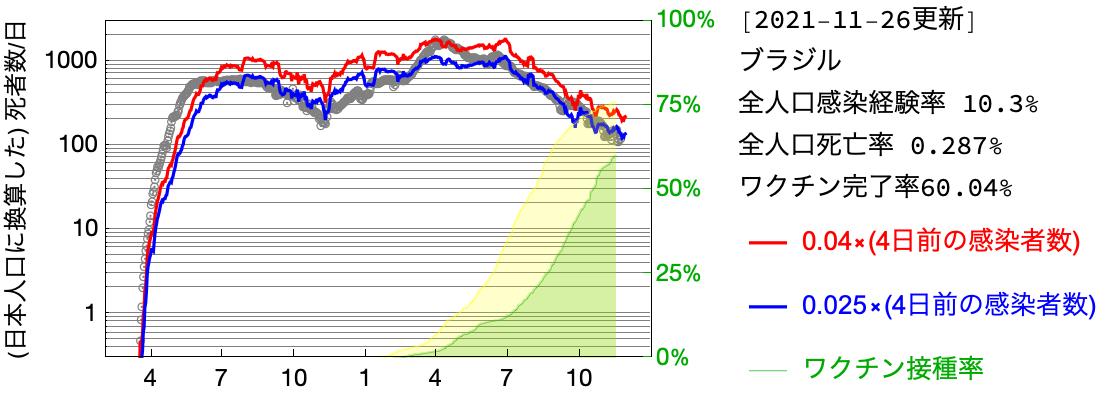 (日本人口に換算した) 死者数/日
1000
100
10
1
4 7 10 1 4 7 10
100%
75%
50%
25%
0%
[2021-11-26更新]
ブラジル
全人口感染経験率 10.3%
全人口死亡率 0.287%
ワクチン完了率60.04%
0.04×(4日前の感染者数)
0.025×(4日前の感染者数)
ワクチン接種率